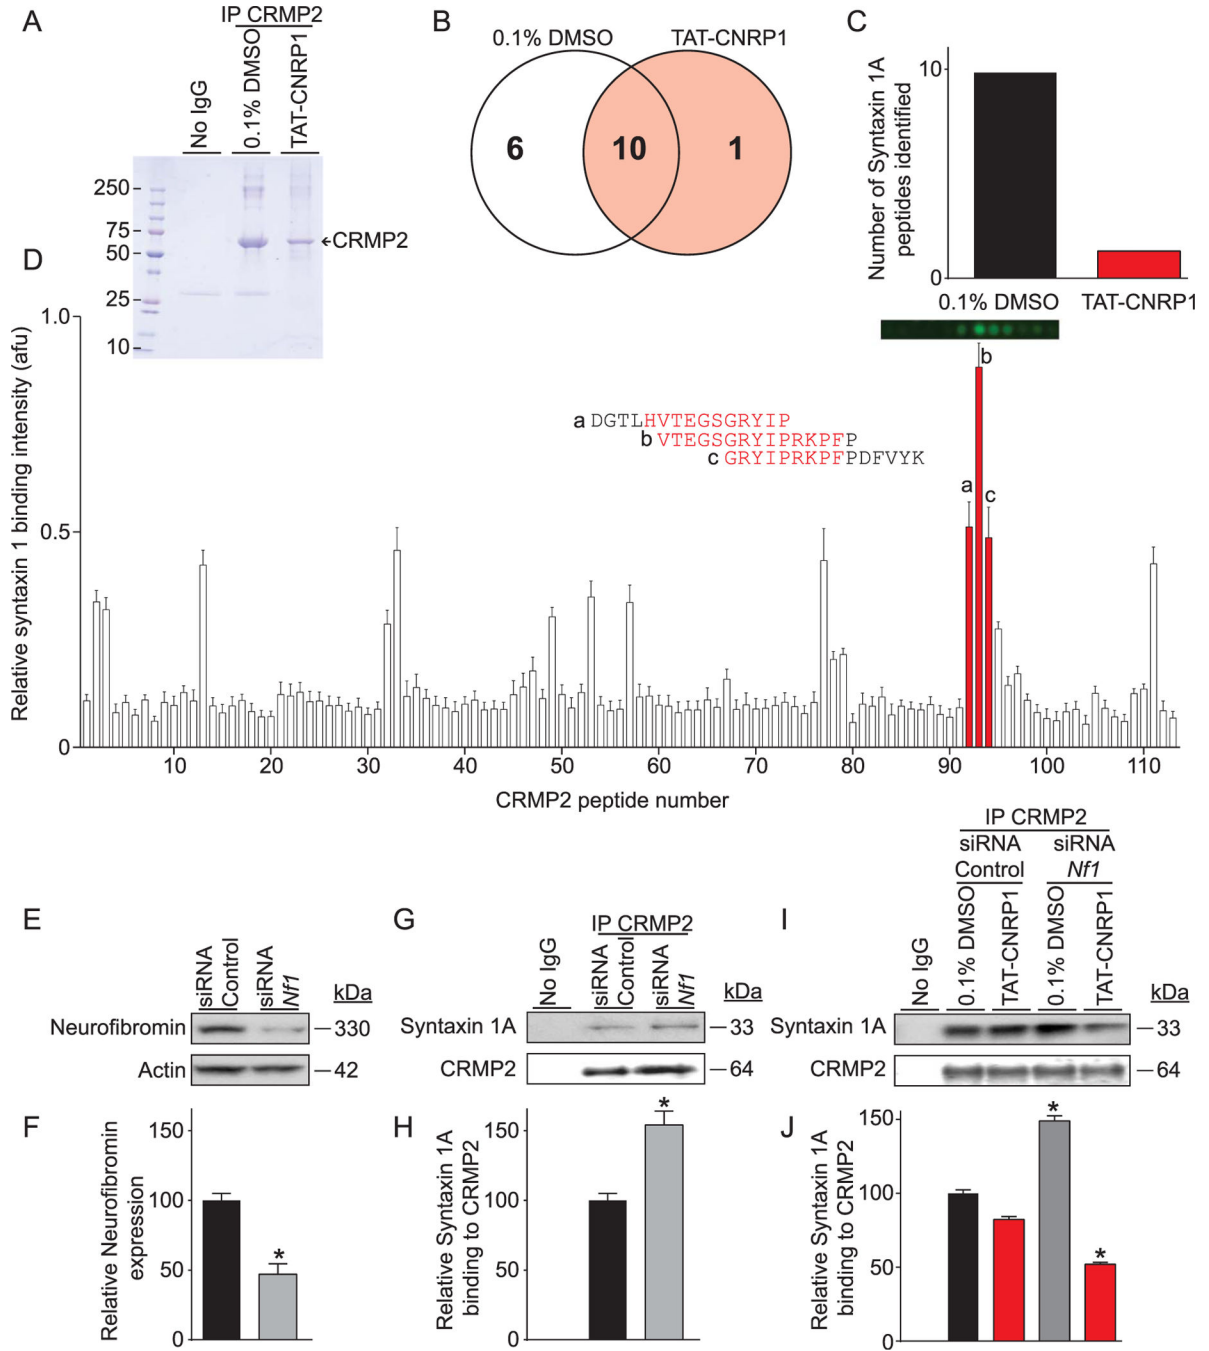 A
IP CRMP2
No IgG
0.1% DMSO
TAT-CNRP1
250
75
50
25
10
CRMP2
B
0.1% DMSO
TAT-CNRP1
6
10
1
C
Number of Syntaxin 1A
peptides identified
10
0
0.1% DMSO
TAT-CNRP1
D
Relative syntaxin 1 binding intensity (afu)
1.0
0.5
0
a DGTLHVTEGSGRYIP
b VTEGSGRYIPRKPFP
c GRYIPRKPFPDFVYK
a
b
c
10 20 30 40 50 60 70 80 90 100 110
CRMP2 peptide number
E
siRNA
Control
siRNA
Nf1
kDa
Neurofibromin
330
Actin
42
F
Relative Neurofibromin
expression
150
100
50
0
*
G
IP CRMP2
No IgG
siRNA
Control
siRNA
Nf1
kDa
Syntaxin 1A
33
CRMP2
64
H
Relative Syntaxin 1A
binding to CRMP2
150
100
50
0
*
I
IP CRMP2
siRNA
Control
siRNA
Nf1
No IgG
0.1% DMSO
TAT-CNRP1
0.1% DMSO
TAT-CNRP1
kDa
Syntaxin 1A
33
CRMP2
64
J
Relative Syntaxin 1A
binding to CRMP2
150
100
50
0
*
*